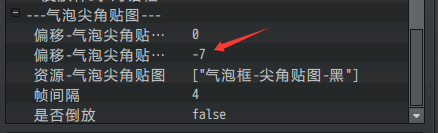 ---气泡尖角贴图---
偏移-气泡尖角贴… 0
偏移-气泡尖角贴… -7
资源-气泡尖角贴图 ["气泡框-尖角贴图-黑"]
帧间隔 4
是否倒放 false